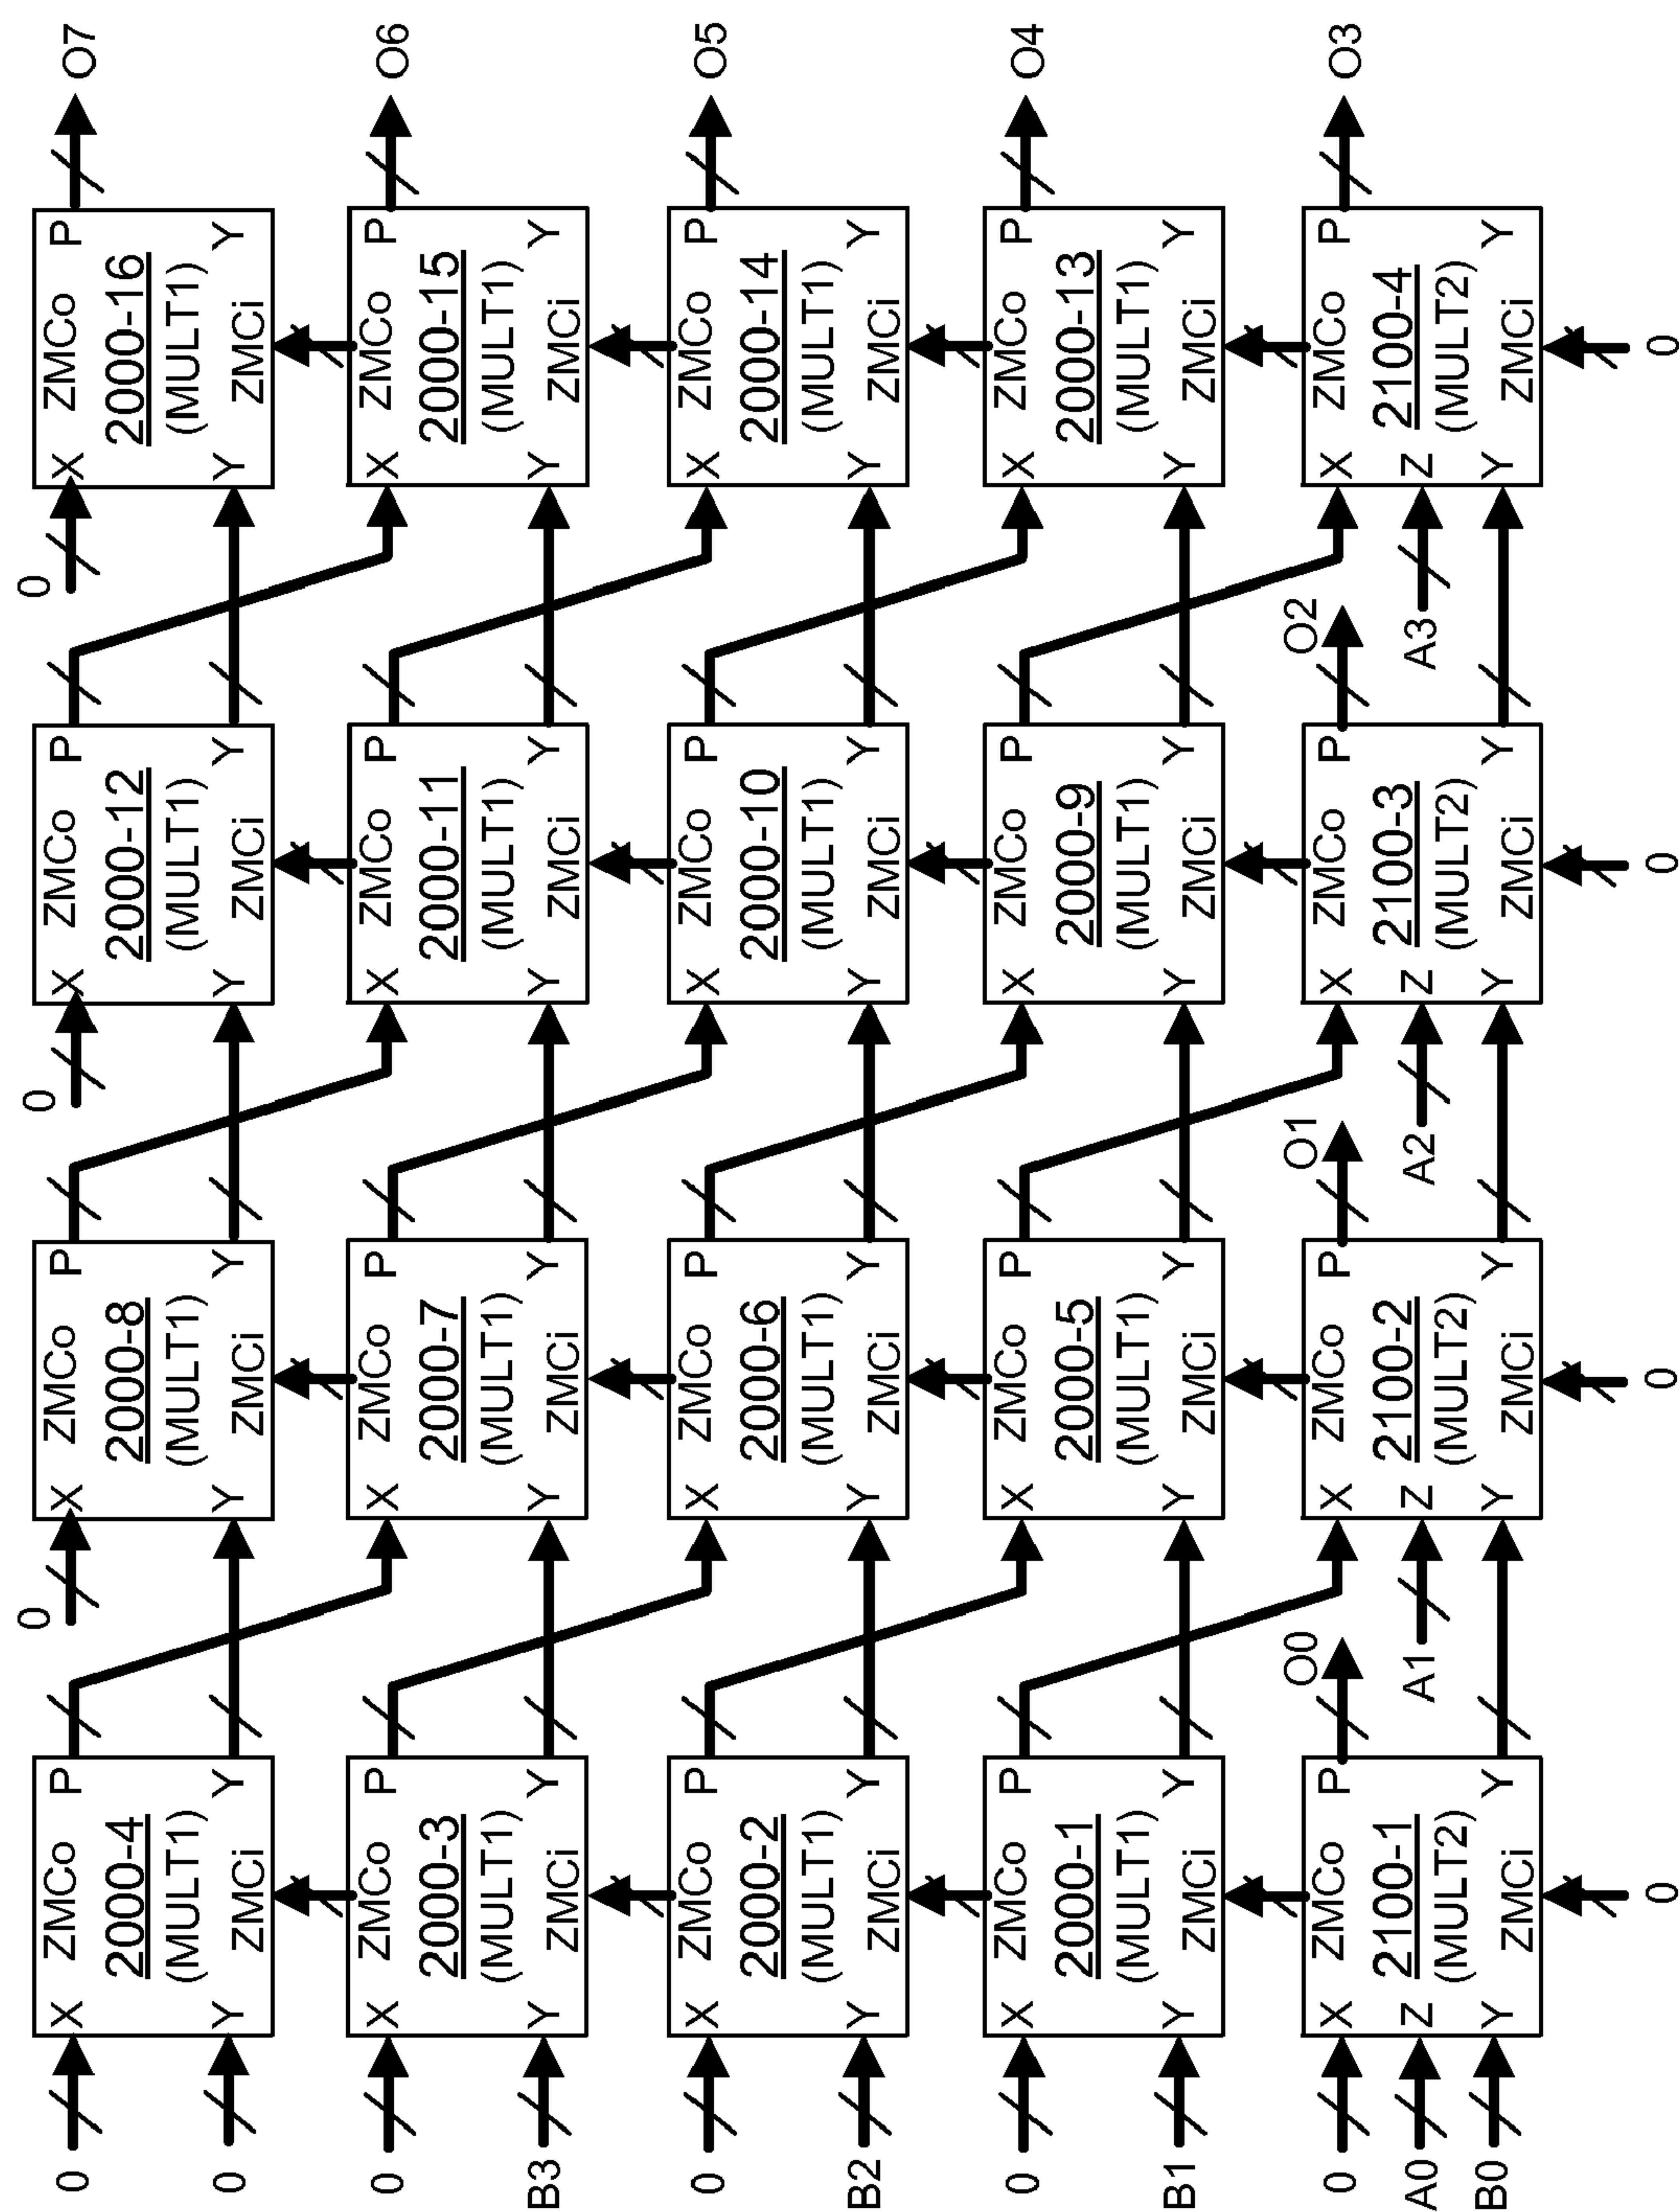 0
X ZMCo P
2000-4
(MULT1)
0
Y ZMCi Y
0
X ZMCo P
2000-8
(MULT1)
Y ZMCi Y
0
X ZMCo P
2000-12
(MULT1)
Y ZMCi Y
0
X ZMCo P
2000-16
(MULT1)
Y ZMCi Y
O7
0
X ZMCo P
2000-3
(MULT1)
B3
Y ZMCi Y
X ZMCo P
2000-7
(MULT1)
Y ZMCi Y
X ZMCo P
2000-11
(MULT1)
Y ZMCi Y
X ZMCo P
2000-15
(MULT1)
Y ZMCi Y
O6
0
X ZMCo P
2000-2
(MULT1)
B2
Y ZMCi Y
X ZMCo P
2000-6
(MULT1)
Y ZMCi Y
X ZMCo P
2000-10
(MULT1)
Y ZMCi Y
X ZMCo P
2000-14
(MULT1)
Y ZMCi Y
O5
0
X ZMCo P
2000-1
(MULT1)
B1
Y ZMCi Y
X ZMCo P
2000-5
(MULT1)
Y ZMCi Y
X ZMCo P
2000-9
(MULT1)
Y ZMCi Y
X ZMCo P
2000-13
(MULT1)
Y ZMCi Y
O4
0
A0
B0
X ZMCo P
Z 2100-1
(MULT2)
Y ZMCi Y
0
O0
A1
X ZMCo P
Z 2100-2
(MULT2)
Y ZMCi Y
0
O1
A2
X ZMCo P
Z 2100-3
(MULT2)
Y ZMCi Y
0
O2
A3
X ZMCo P
Z 2100-4
(MULT2)
Y ZMCi Y
0
O3